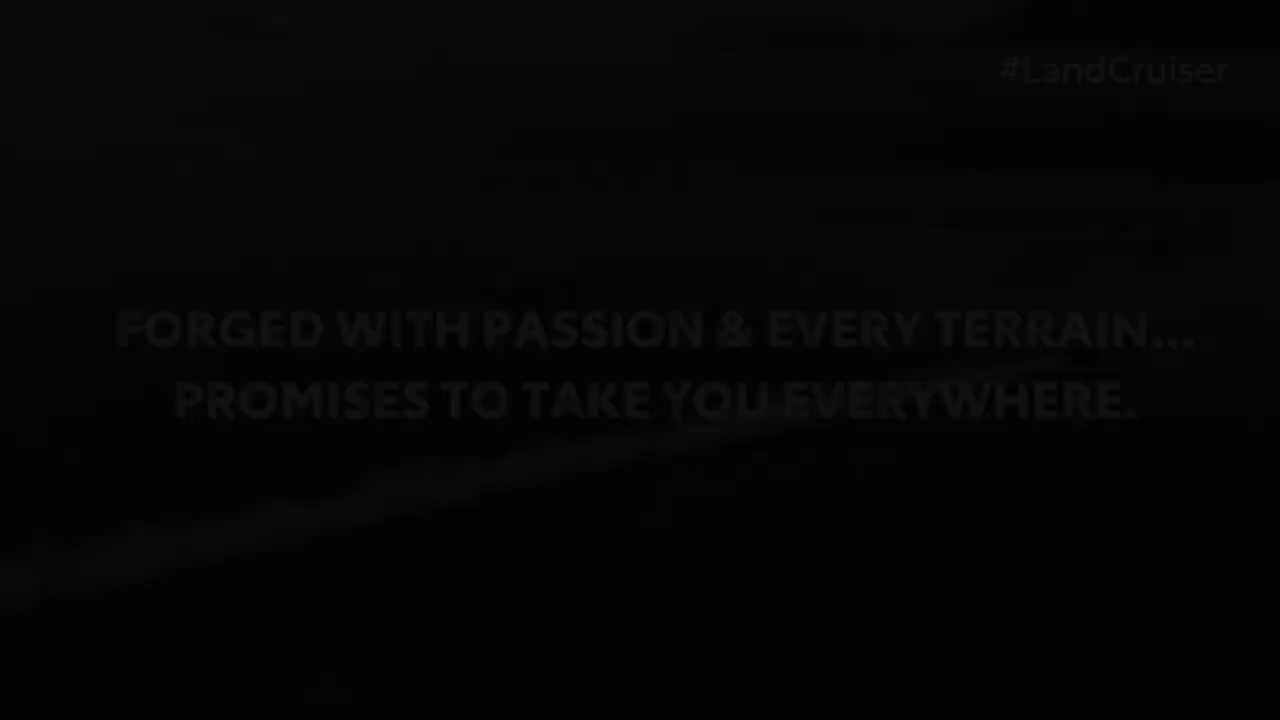 #LandCruiser
FORGED WITH PASSION & EVERY TERRAIN...
PROMISES TO TAKE YOU EVERYWHERE.